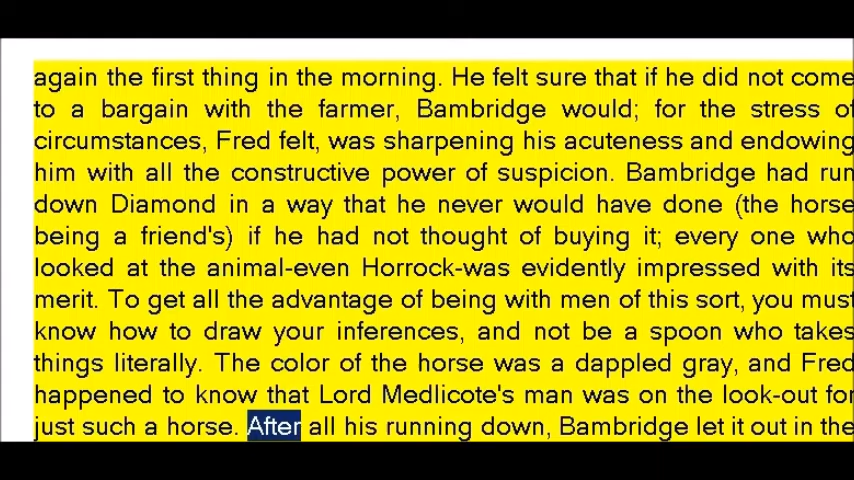 again the first thing in the morning. He felt sure that if he did not come
to a bargain with the farmer, Bambridge would; for the stress of
circumstances, Fred felt, was sharpening his acuteness and endowing
him with all the constructive power of suspicion. Bambridge had run
down Diamond in a way that he never would have done (the horse
being a friend's) if he had not thought of buying it; every one who
looked at the animal-even Horrock-was evidently impressed with its
merit. To get all the advantage of being with men of this sort, you must
know how to draw your inferences, and not be a spoon who takes
things literally. The color of the horse was a dappled gray, and Fred
happened to know that Lord Medlicote's man was on the look-out for
just such a horse. After all his running down, Bambridge let it out in the